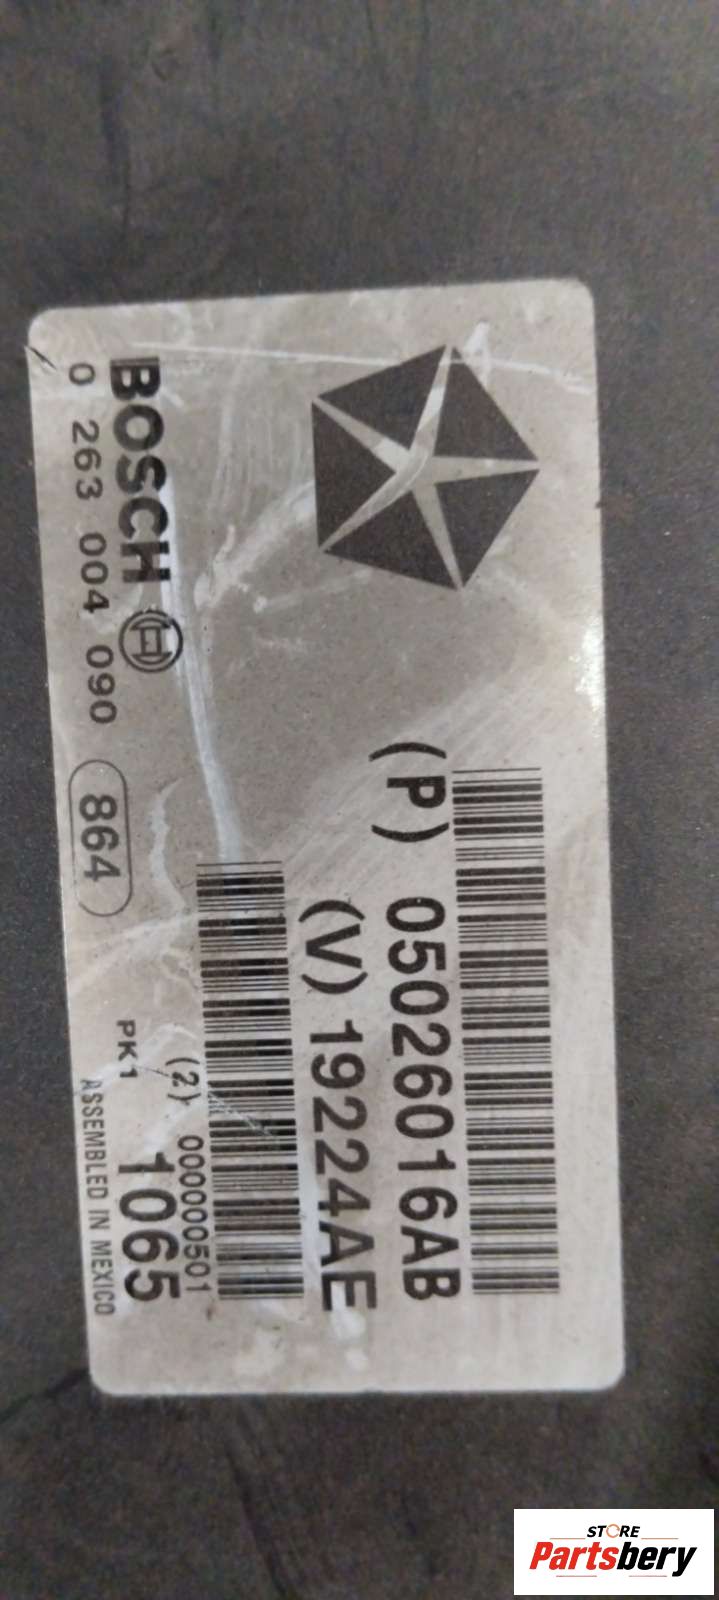 (P) 05026016AB
(V) 19224AE
BOSCH
0 263 004 090 864
(2) 000000501
PK1 1065
ASSEMBLED IN MEXICO
STORE
Partsbery